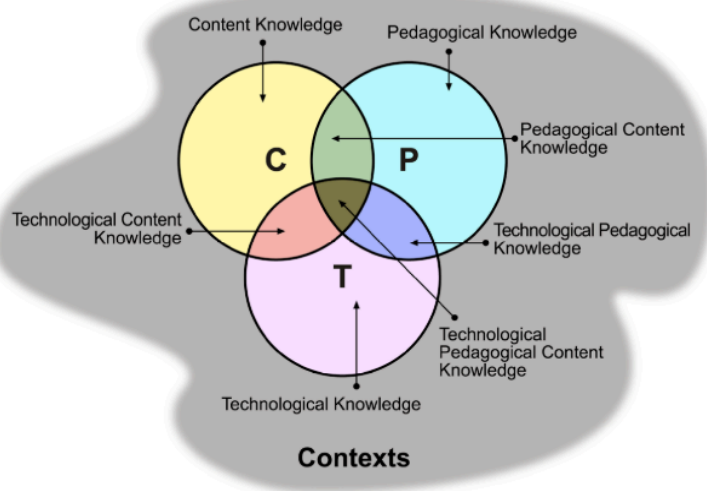 Content Knowledge
Pedagogical Knowledge
Pedagogical Content
Knowledge
C
P
Technological Content
Knowledge
Technological Pedagogical
Knowledge
T
Technological
Pedagogical Content
Knowledge
Technological Knowledge
Contexts